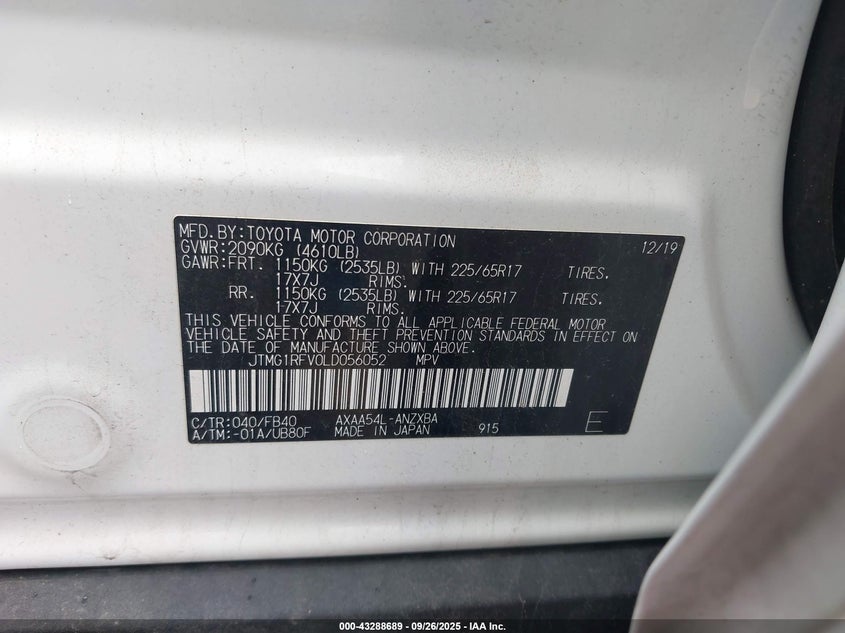 MFD.BY:TOYOTA MOTOR CORPORATION 12/19
GVWR:2090KG (4610LB)
GAWR:FRT. 1150KG (2535LB) WITH 225/65R17 TIRES.
17X7J RIMS.
RR. 1150KG (2535LB) WITH 225/65R17 TIRES.
17X7J RIMS.
THIS VEHICLE CONFORMS TO ALL APPLICABLE FEDERAL MOTOR
VEHICLE SAFETY AND THEFT PREVENTION STANDARDS IN EFFECT ON
THE DATE OF MANUFACTURE SHOWN ABOVE.
JTMG1RFV0LD056052 MPV
C/TR:040/FB40 AXAA54L-ANZXBA
A/TM:-01A/UB80F MADE IN JAPAN 915 E
000-43288689 - 09/26/2025 - IAA Inc.